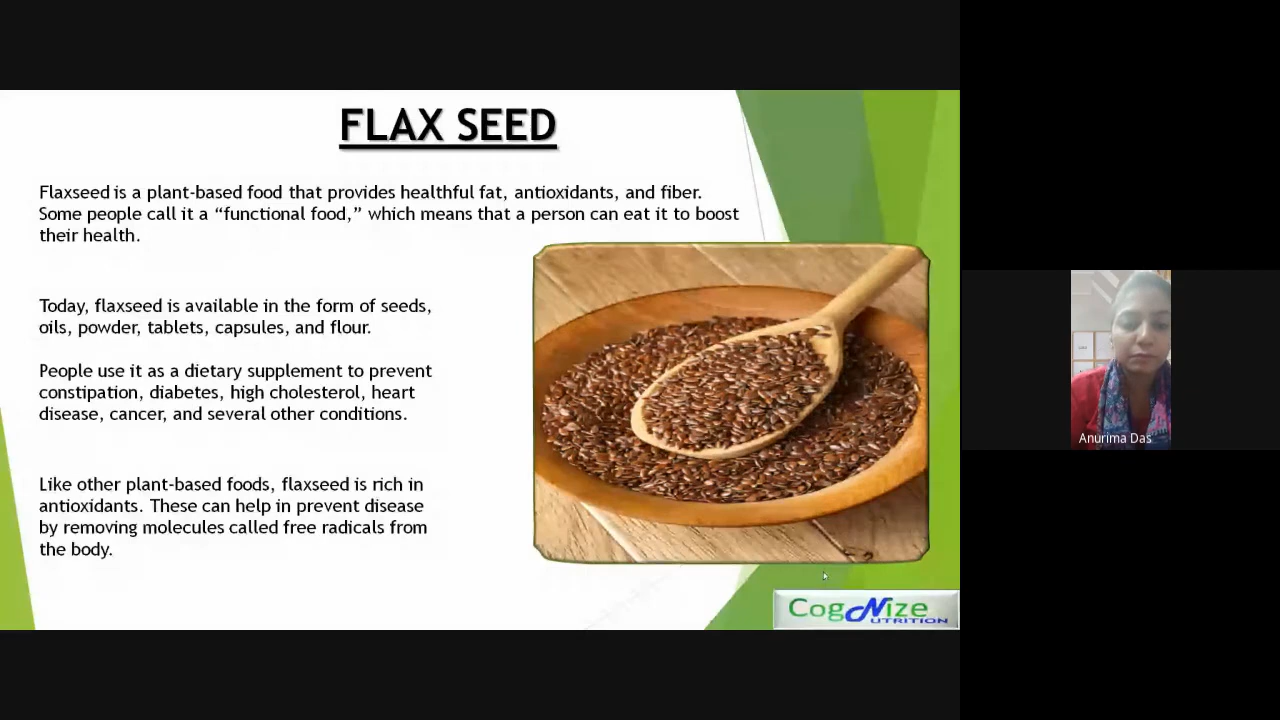 FLAX SEED
Flaxseed is a plant-based food that provides healthful fat, antioxidants, and fiber.
Some people call it a “functional food,” which means that a person can eat it to boost
their health.
Today, flaxseed is available in the form of seeds,
oils, powder, tablets, capsules, and flour.
People use it as a dietary supplement to prevent
constipation, diabetes, high cholesterol, heart
disease, cancer, and several other conditions.
Like other plant-based foods, flaxseed is rich in
antioxidants. These can help in prevent disease
by removing molecules called free radicals from
the body.
CogNize
NUTRITION
Anurima Das